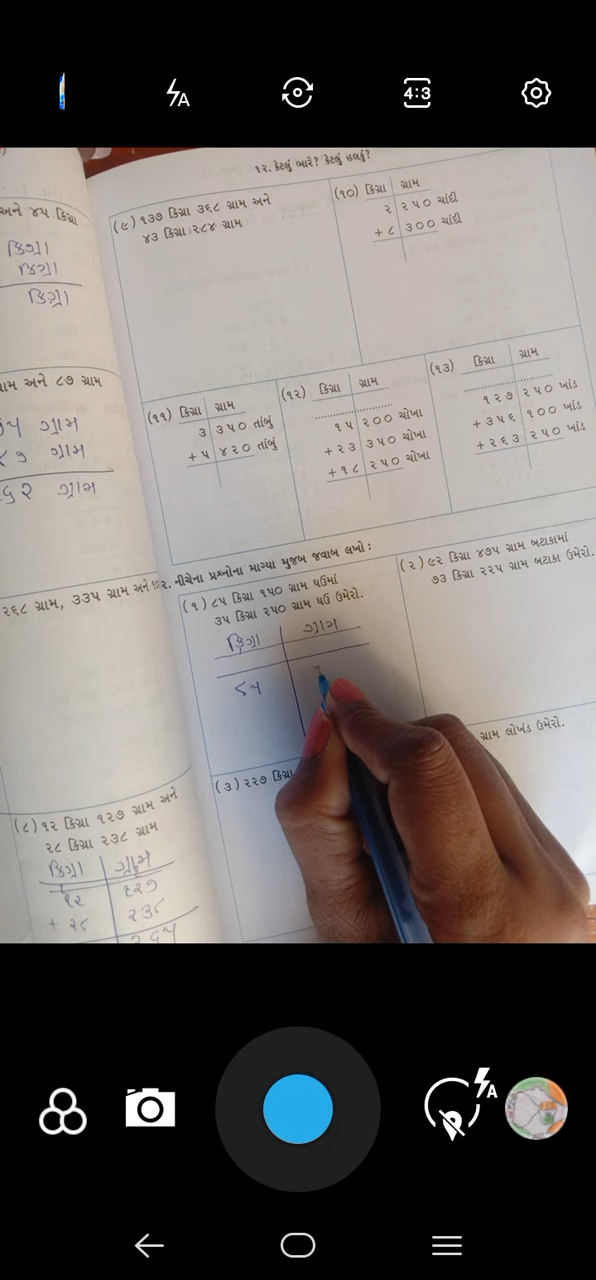 4:3
૧૨. કેટલું ભારે? કેટલું હલકું?
અને ૪૫ કિગ્રા
કિગ્રા
કિગ્રા
કિગ્રા
ગ્રામ અને ૮૭ ગ્રામ
ગ્રામ
ગ્રામ
ગ્રામ
૨૬૮ ગ્રામ, ૩૩૫ ગ્રામ અને
(૮) ૧૨ કિગ્રા ૧૨૭ ગ્રામ અને
૨૮ કિગ્રા ૨૩૮ ગ્રામ
કિગ્રા ગ્રામ
૧૨ ૧૨૭
+ ૨૮ ૨૩૮
(૯) ૧૩૭ કિગ્રા ૩૬૮ ગ્રામ અને
૪૩ કિગ્રા ૨૮૪ ગ્રામ
(૧૦) કિગ્રા ગ્રામ
૨ ૨૫૦ ચાંદી
+ ૮ ૩૦૦ ચાંદી
(૧૧) કિગ્રા ગ્રામ
૩ ૩૫૦ તાંબું
+ ૫ ૪૨૦ તાંબું
(૧૨) કિગ્રા ગ્રામ
૧૫ ૨૦૦ ચોખા
+ ૨૩ ૩૫૦ ચોખા
+ ૧૮ ૨૫૦ ચોખા
(૧૩) કિગ્રા ગ્રામ
૧૨૭ ૨૫૦ ખાંડ
+ ૩૫૬ ૧૦૦ ખાંડ
+ ૨૬૩ ૨૫૦ ખાંડ
૨. નીચેના પ્રશ્નોના માગ્યા મુજબ જવાબ લખો :
(૧) ૮૫ કિગ્રા ૧૫૦ ગ્રામ ઘઉંમાં
૩૫ કિગ્રા ૨૫૦ ગ્રામ ઘઉં ઉમેરો.
કિગ્રા ગ્રામ
૮૫
(૨) ૯૨ કિગ્રા ૪૭૫ ગ્રામ બટાકામાં
૭૩ કિગ્રા ૨૨૫ ગ્રામ બટાકા ઉમેરો.
(૩) ૨૨૭ કિગ્રા
ગ્રામ લોખંડ ઉમેરો.